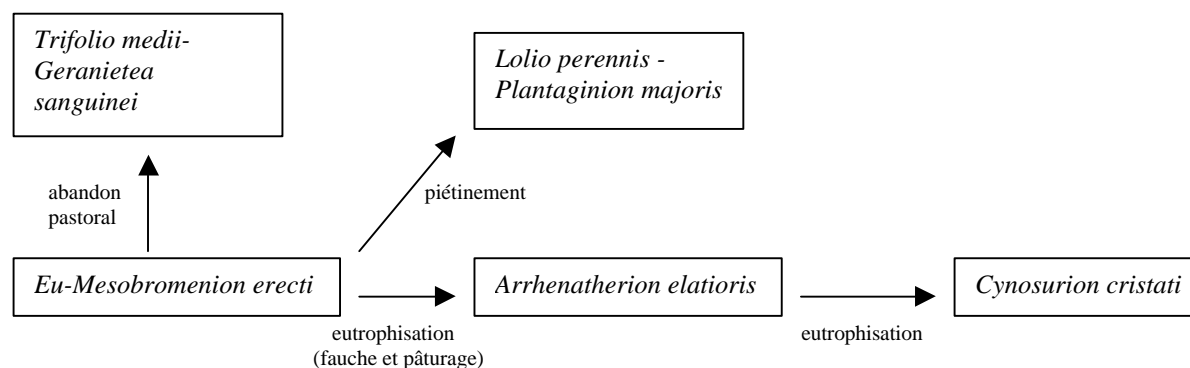 Trifolio medii-
Geranietea
sanguinei
Lolio perennis -
Plantaginion majoris
abandon
pastoral
piétinement
Eu-Mesobromenion erecti
Arrhenatherion elatioris
Cynosurion cristati
eutrophisation
(fauche et pâturage)
eutrophisation